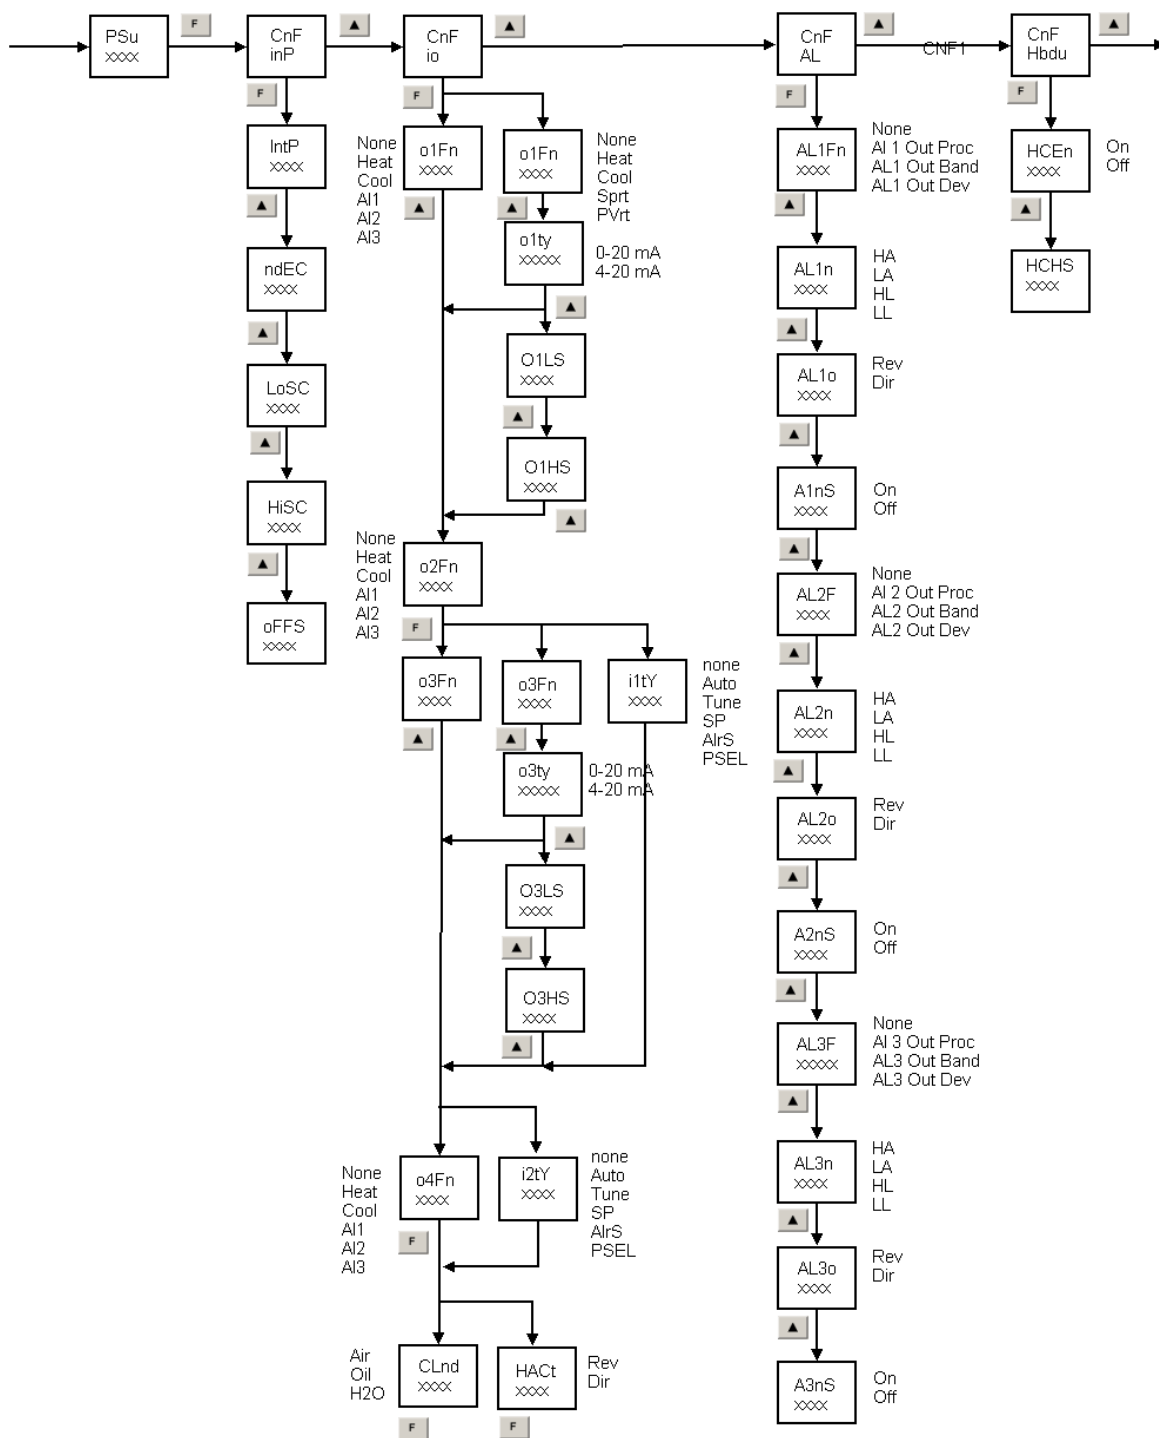 PSu
XXXX
F
CnF
inP
▲
CnF
io
▲
CnF
AL
▲
CNF1
CnF
Hbdu
▲
F
IntP
XXXX
▲
ndEC
XXXX
▲
LoSC
XXXX
▲
HiSC
XXXX
▲
oFFS
XXXX
F
None
Heat
Cool
Al1
Al2
Al3
o1Fn
XXXX
▲
o1Fn
XXXX
None
Heat
Cool
Sprt
PVrt
▲
o1ty
XXXXX
0-20 mA
4-20 mA
▲
O1LS
XXXX
▲
O1HS
XXXX
▲
None
Heat
Cool
Al1
Al2
Al3
o2Fn
XXXX
F
o3Fn
XXXX
▲
o3Fn
XXXX
▲
o3ty
XXXXX
0-20 mA
4-20 mA
▲
O3LS
XXXX
▲
O3HS
XXXX
▲
i1tY
XXXX
none
Auto
Tune
SP
AlrS
PSEL
None
Heat
Cool
Al1
Al2
Al3
o4Fn
XXXX
F
i2tY
XXXX
none
Auto
Tune
SP
AlrS
PSEL
Air
Oil
H2O
CLnd
XXXX
F
HACt
XXXX
Rev
Dir
F
F
AL1Fn
XXXX
None
Al 1 Out Proc
AL1 Out Band
AL1 Out Dev
▲
AL1n
XXXX
HA
LA
HL
LL
▲
AL1o
XXXX
Rev
Dir
▲
A1nS
XXXX
On
Off
▲
AL2F
XXXX
None
Al 2 Out Proc
AL2 Out Band
AL2 Out Dev
▲
AL2n
XXXX
HA
LA
HL
LL
▲
AL2o
XXXX
Rev
Dir
▲
A2nS
XXXX
On
Off
▲
AL3F
XXXXX
None
Al 3 Out Proc
AL3 Out Band
AL3 Out Dev
▲
AL3n
XXXX
HA
LA
HL
LL
▲
AL3o
XXXX
Rev
Dir
▲
A3nS
XXXX
On
Off
F
HCEn
XXXX
On
Off
▲
HCHS
XXXX